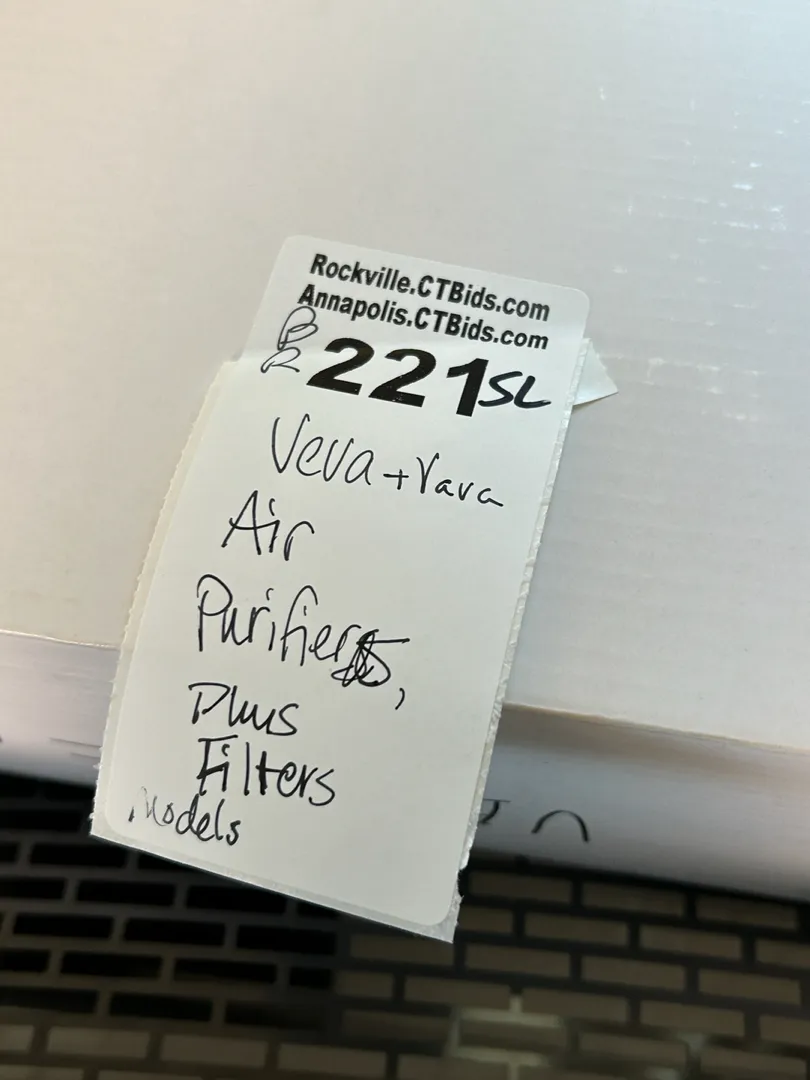 Rockville.CTBids.com
Annapolis.CTBids.com
221SL
Veva + Vava
Air
Purifiers,
Plus
Filters
Models